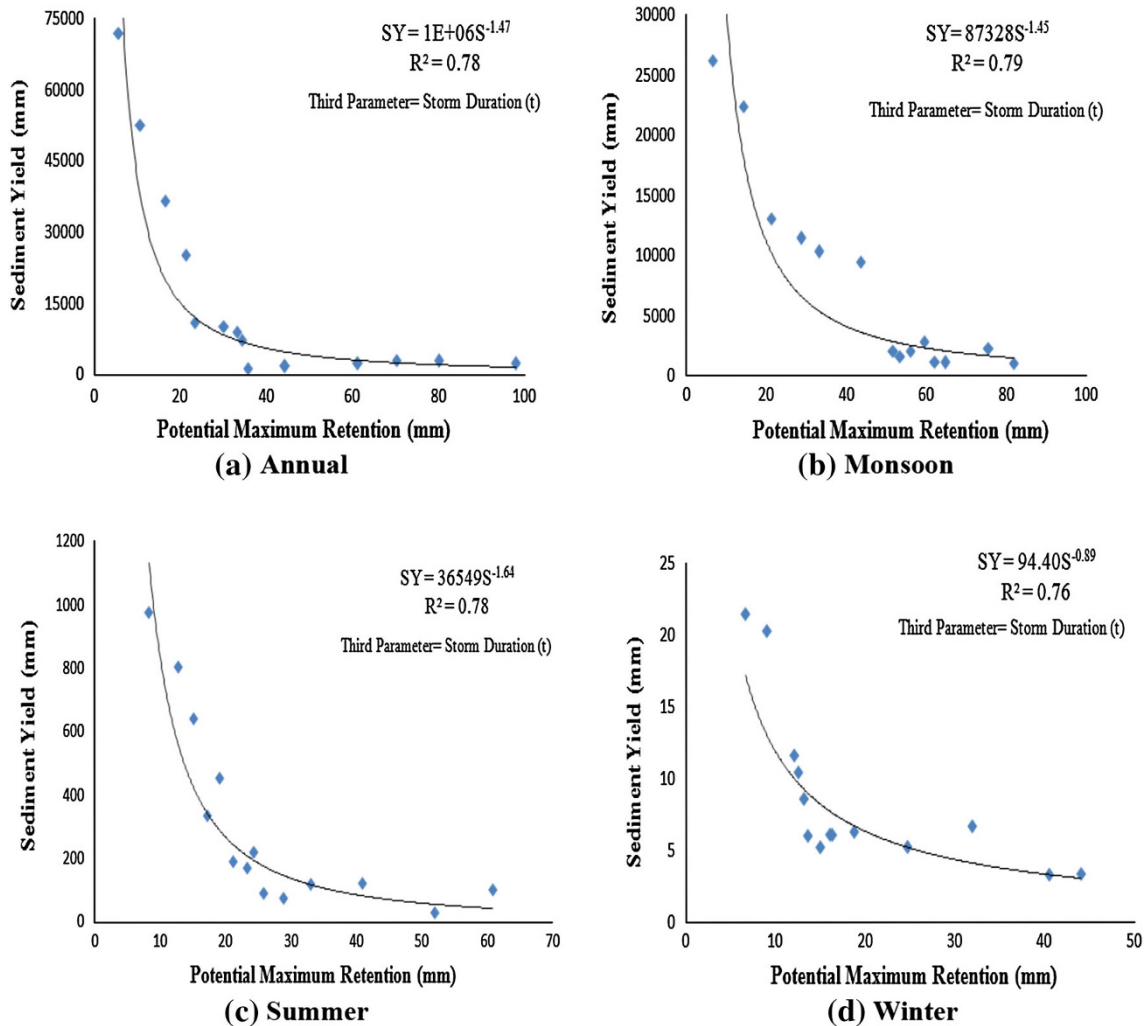 75000
60000
45000
30000
15000
0
Sediment Yield (mm)
SY = 1E+06S^-1.47
R² = 0.78
Third Parameter= Storm Duration (t)
0 20 40 60 80 100
Potential Maximum Retention (mm)
(a) Annual
30000
25000
20000
15000
10000
5000
0
Sediment Yield (mm)
SY= 87328S^-1.45
R² = 0.79
Third Parameter= Storm Duration (t)
0 20 40 60 80 100
Potential Maximum Retention (mm)
(b) Monsoon
1200
1000
800
600
400
200
0
Sediment Yield (mm)
SY = 36549S^-1.64
R² = 0.78
Third Parameter= Storm Duration (t)
0 10 20 30 40 50 60 70
Potential Maximum Retention (mm)
(c) Summer
25
20
15
10
5
0
Sediment Yield (mm)
SY = 94.40S^-0.89
R² = 0.76
Third Parameter= Storm Duration (t)
0 10 20 30 40 50
Potential Maximum Retention (mm)
(d) Winter